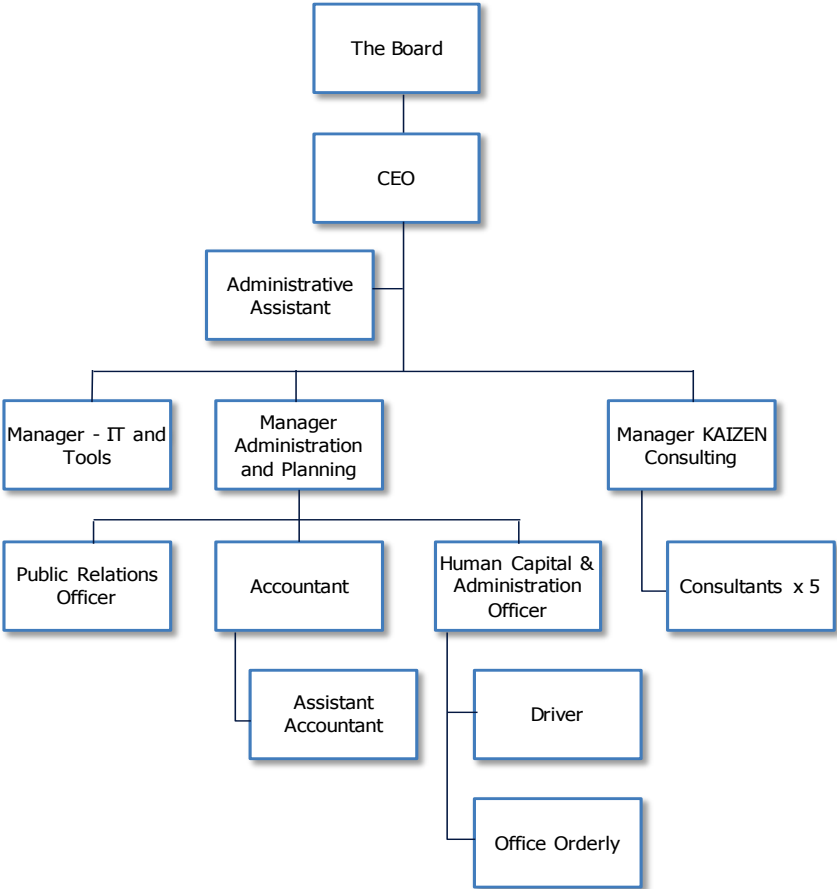 The Board
CEO
Administrative
Assistant
Manager - IT and
Tools
Manager
Administration
and Planning
Manager KAIZEN
Consulting
Public Relations
Officer
Accountant
Human Capital &
Administration
Officer
Consultants x 5
Assistant
Accountant
Driver
Office Orderly